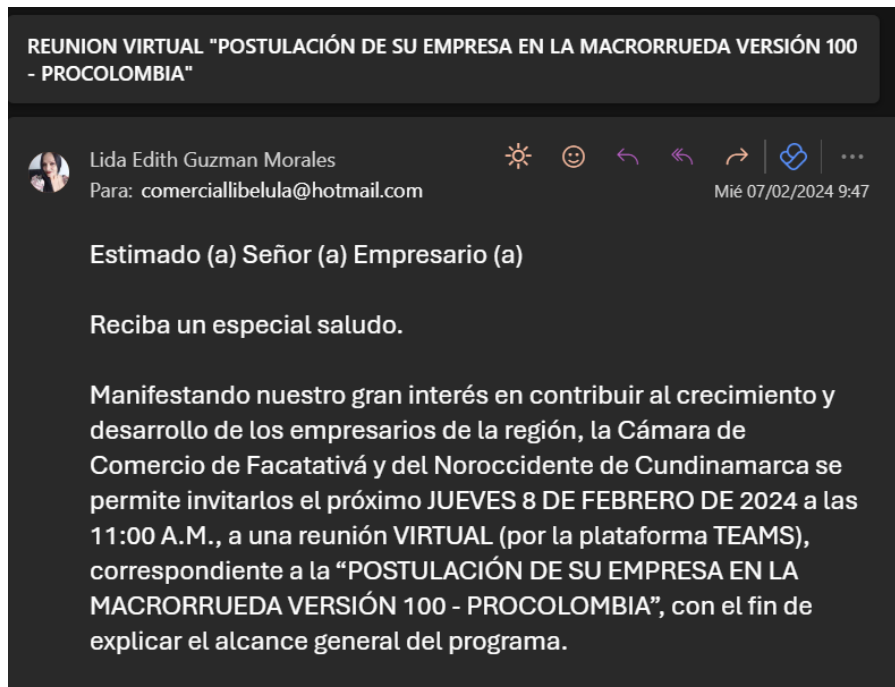 REUNION VIRTUAL "POSTULACIÓN DE SU EMPRESA EN LA MACRORRUEDA VERSIÓN 100
- PROCOLOMBIA"
Lida Edith Guzman Morales
Para: comerciallibelula@hotmail.com
Mié 07/02/2024 9:47
Estimado (a) Señor (a) Empresario (a)
Reciba un especial saludo.
Manifestando nuestro gran interés en contribuir al crecimiento y
desarrollo de los empresarios de la región, la Cámara de
Comercio de Facatativá y del Noroccidente de Cundinamarca se
permite invitarlos el próximo JUEVES 8 DE FEBRERO DE 2024 a las
11:00 A.M., a una reunión VIRTUAL (por la plataforma TEAMS),
correspondiente a la “POSTULACIÓN DE SU EMPRESA EN LA
MACRORRUEDA VERSIÓN 100 - PROCOLOMBIA”, con el fin de
explicar el alcance general del programa.